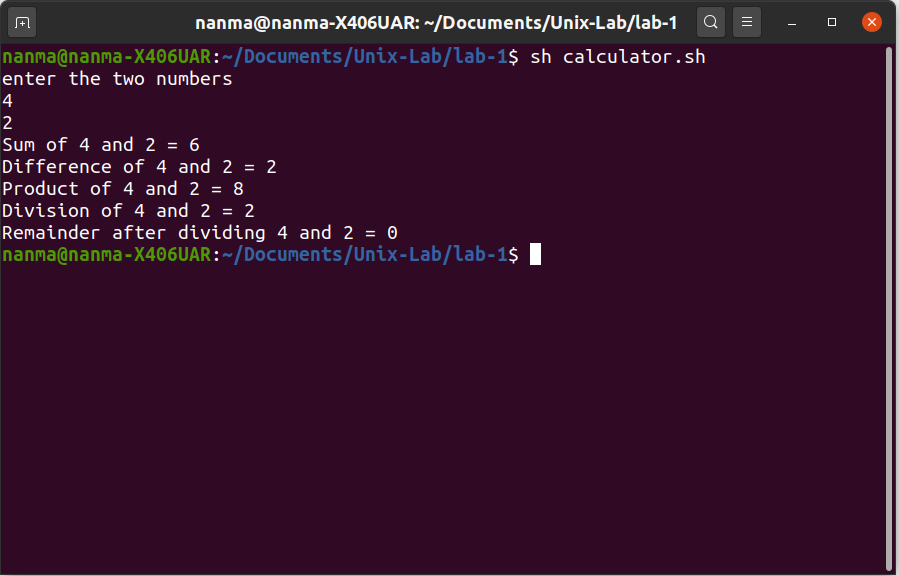 nanma@nanma-X406UAR: ~/Documents/Unix-Lab/lab-1
nanma@nanma-X406UAR:~/Documents/Unix-Lab/lab-1$ sh calculator.sh
enter the two numbers
4
2
Sum of 4 and 2 = 6
Difference of 4 and 2 = 2
Product of 4 and 2 = 8
Division of 4 and 2 = 2
Remainder after dividing 4 and 2 = 0
nanma@nanma-X406UAR:~/Documents/Unix-Lab/lab-1$